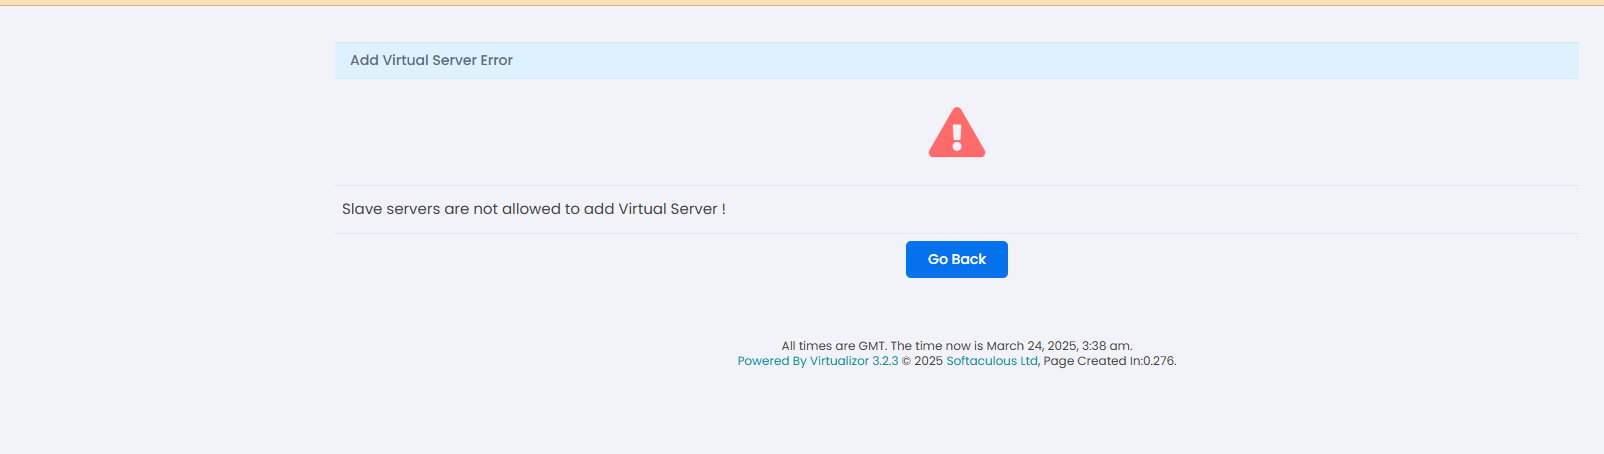 Add Virtual Server Error
Slave servers are not allowed to add Virtual Server !
Go Back
All times are GMT. The time now is March 24, 2025, 3:38 am.
Powered By Virtualizor 3.2.3 © 2025 Softaculous Ltd, Page Created In:0.276.